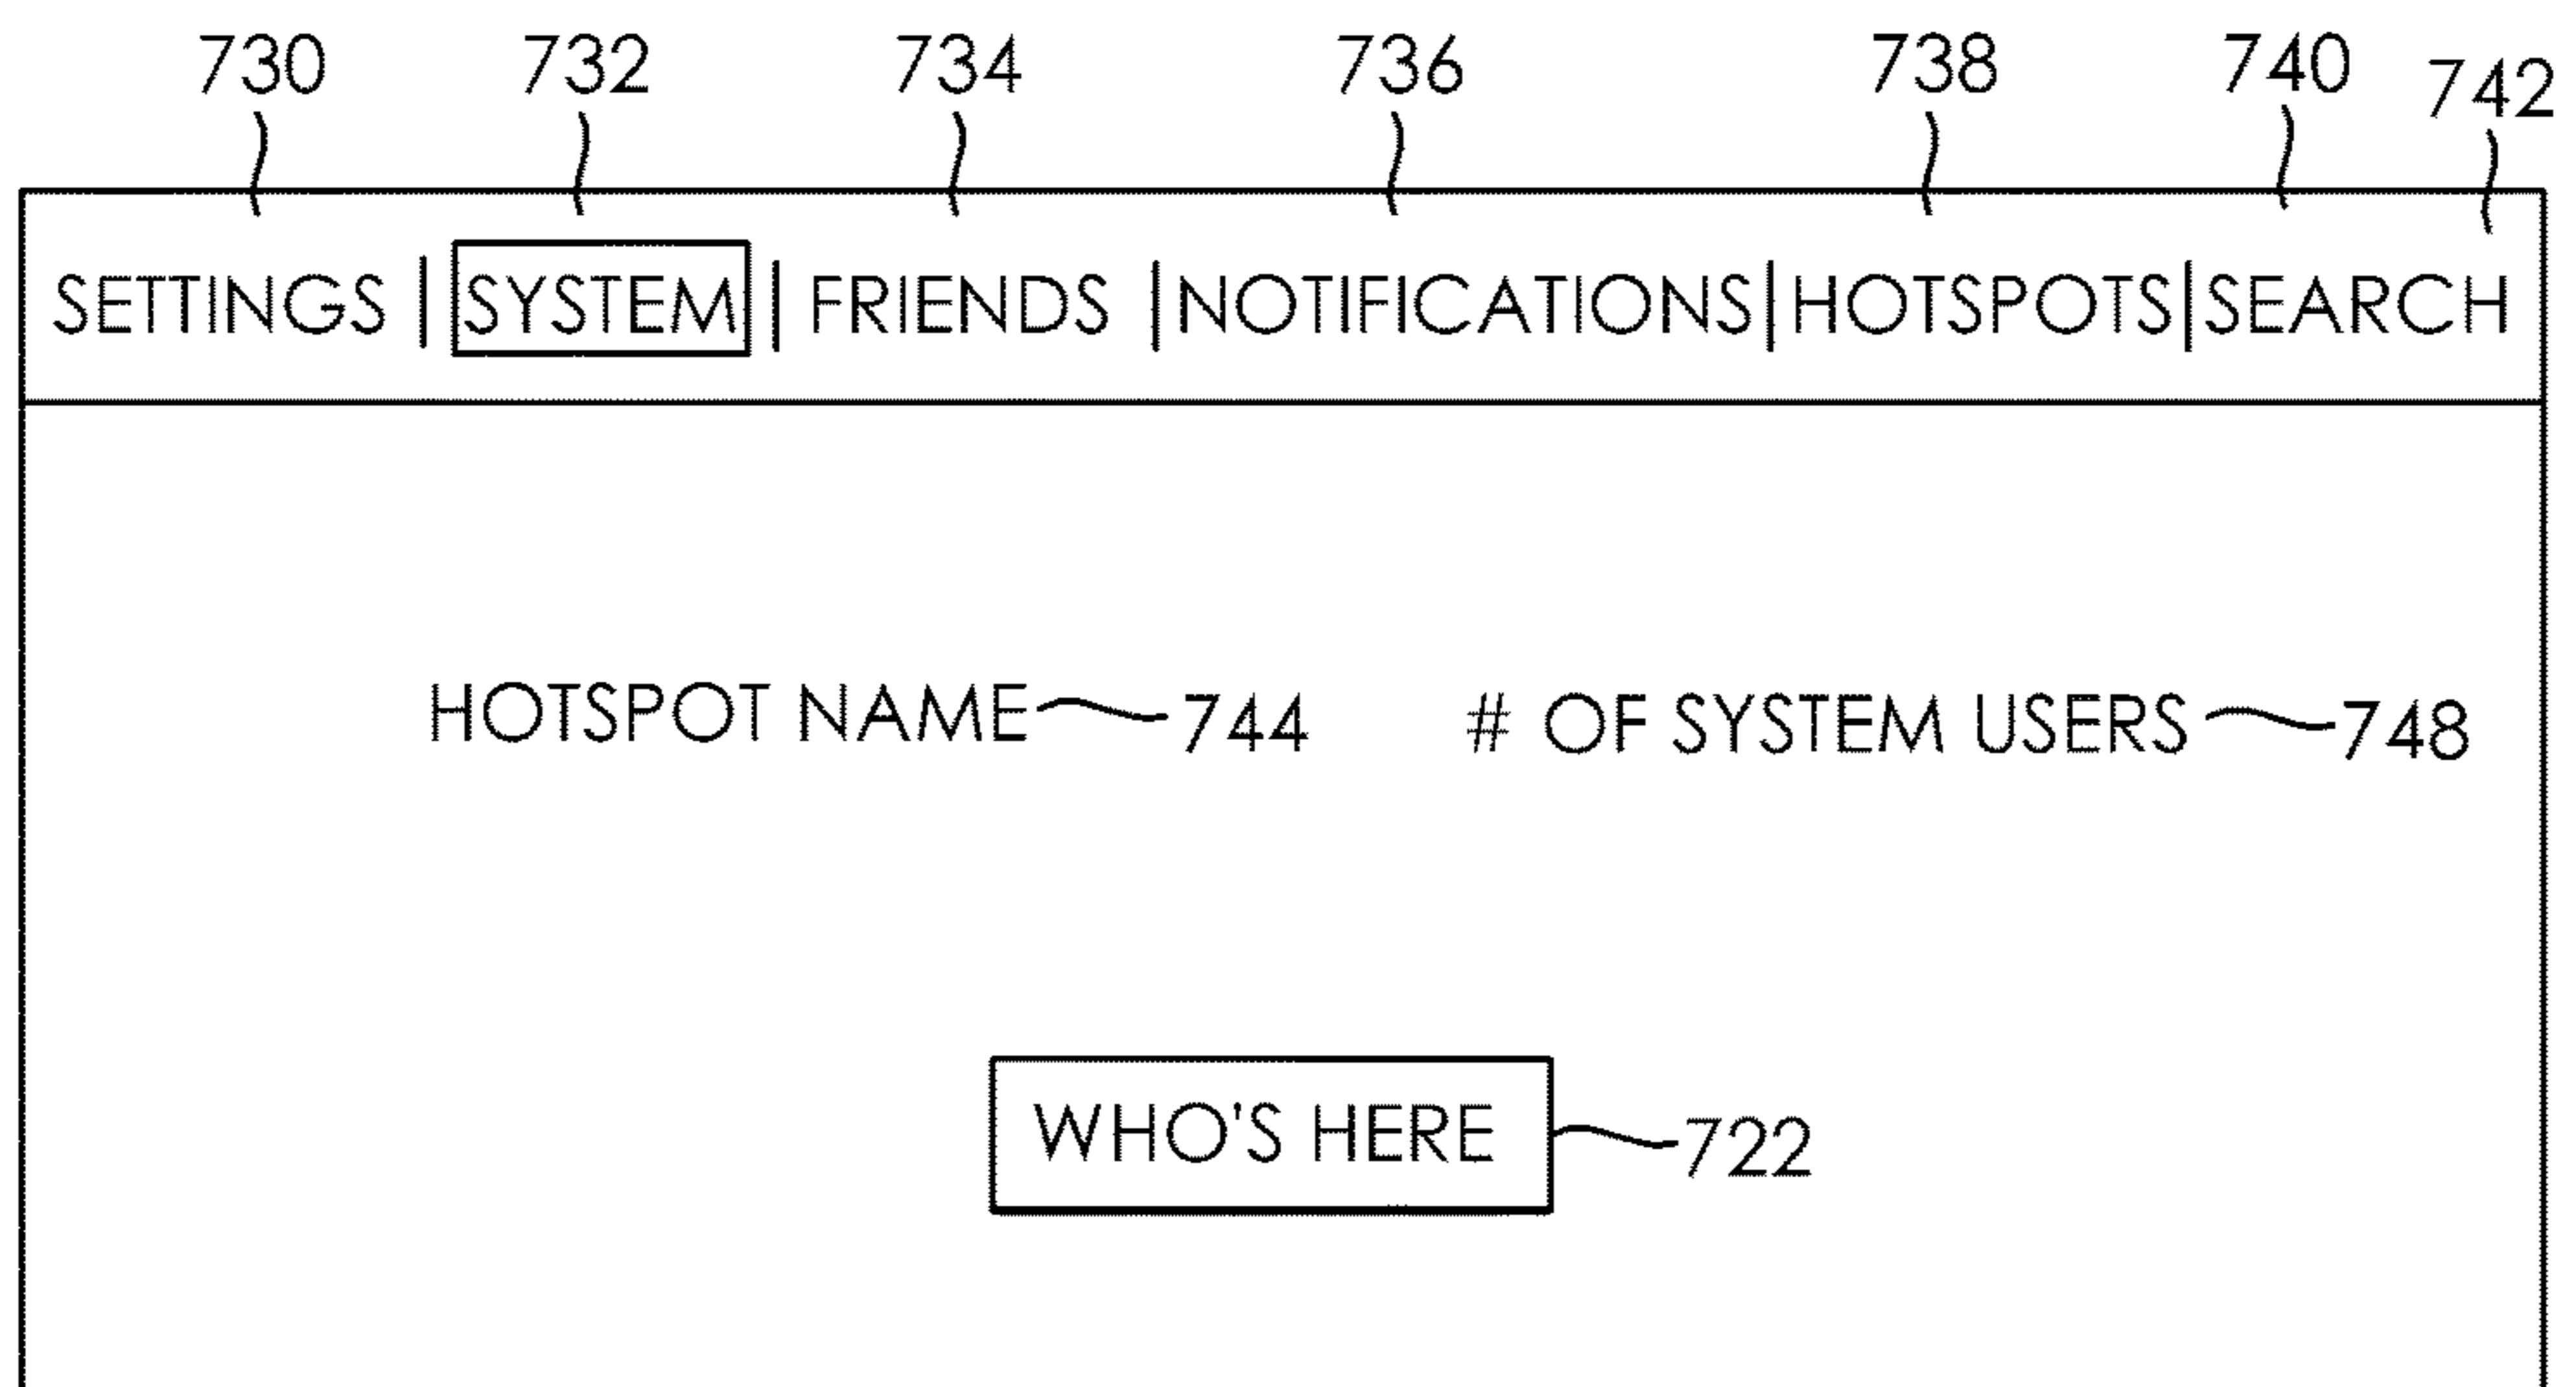 730 732 734 736 738 740 742
SETTINGS | SYSTEM | FRIENDS | NOTIFICATIONS | HOTSPOTS | SEARCH
HOTSPOT NAME 744 # OF SYSTEM USERS 748
WHO'S HERE 722